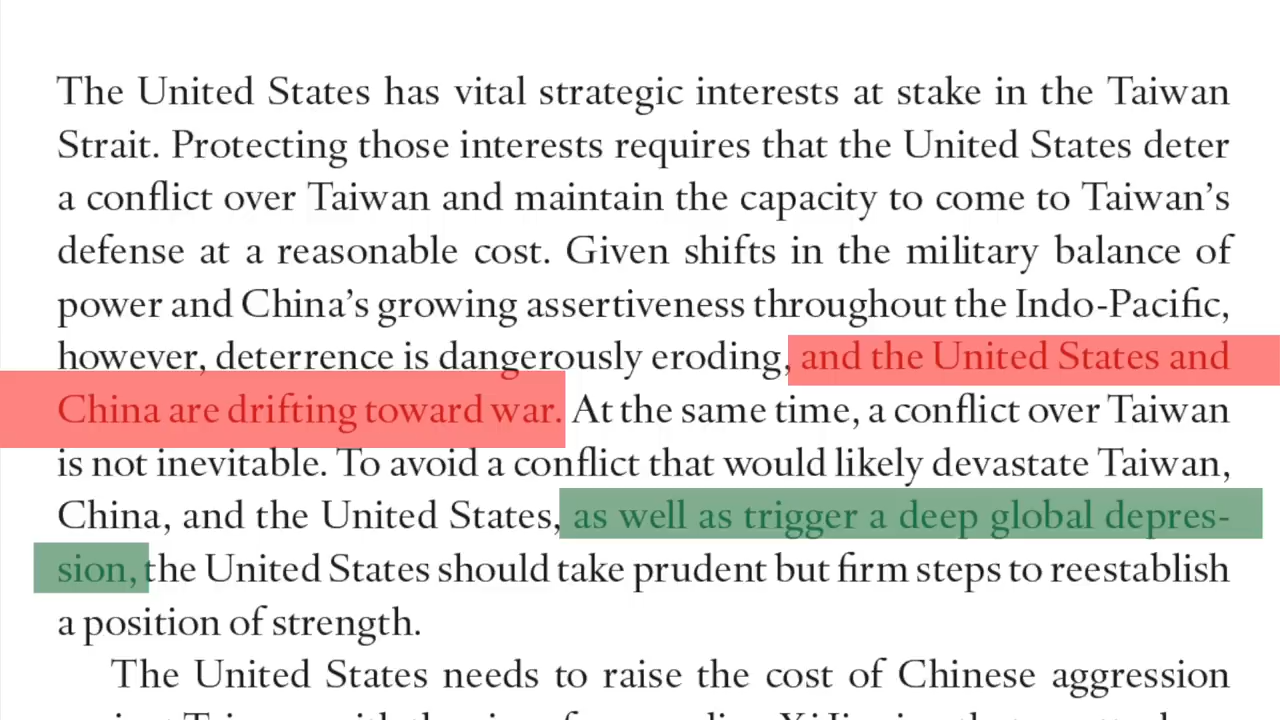 The United States has vital strategic interests at stake in the Taiwan
Strait. Protecting those interests requires that the United States deter
a conflict over Taiwan and maintain the capacity to come to Taiwan’s
defense at a reasonable cost. Given shifts in the military balance of
power and China’s growing assertiveness throughout the Indo-Pacific,
however, deterrence is dangerously eroding, and the United States and
China are drifting toward war. At the same time, a conflict over Taiwan
is not inevitable. To avoid a conflict that would likely devastate Taiwan,
China, and the United States, as well as trigger a deep global depres-
sion, the United States should take prudent but firm steps to reestablish
a position of strength.
The United States needs to raise the cost of Chinese aggression